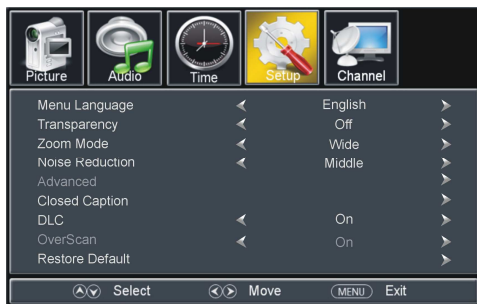 Picture Audio Time Setup Channel
Menu Language English
Transparency Off
Zoom Mode Wide
Noise Reduction Middle
Advanced
Closed Caption
DLC On
OverScan On
Restore Default
Select Move MENU Exit